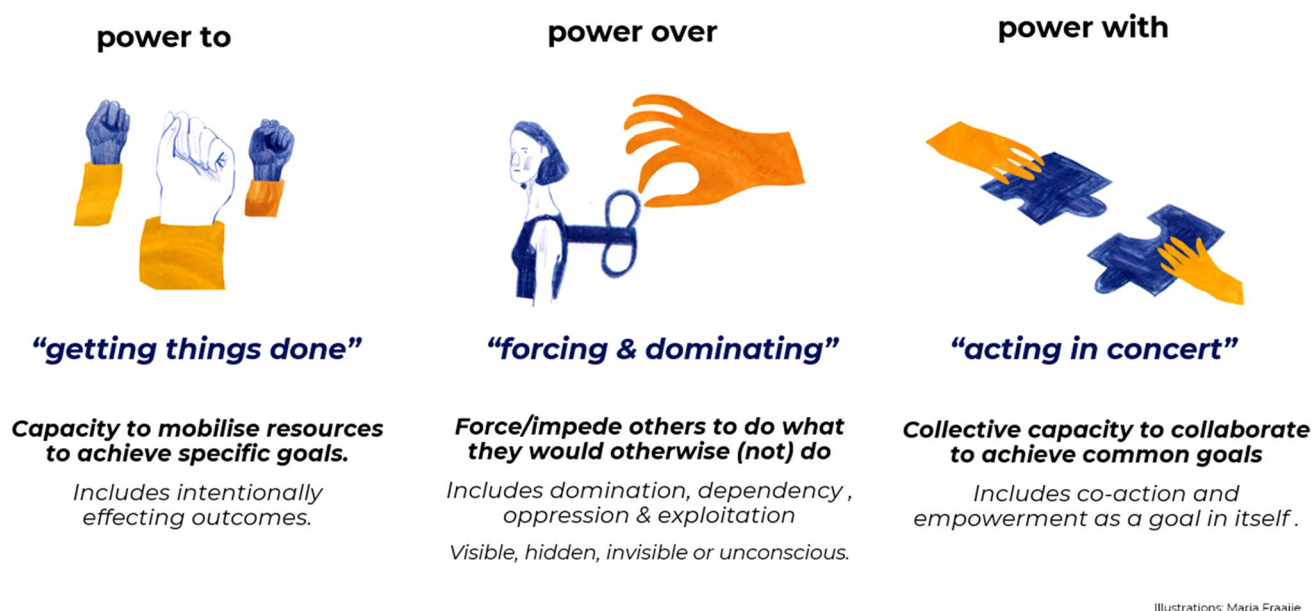 power to
“getting things done”
Capacity to mobilise resources
to achieve specific goals.
Includes intentionally
effecting outcomes.
power over
“forcing & dominating”
Force/impede others to do what
they would otherwise (not) do
Includes domination, dependency ,
oppression & exploitation
Visible, hidden, invisible or unconscious.
power with
“acting in concert”
Collective capacity to collaborate
to achieve common goals
Includes co-action and
empowerment as a goal in itself .
Illustrations: Maria Fraaije